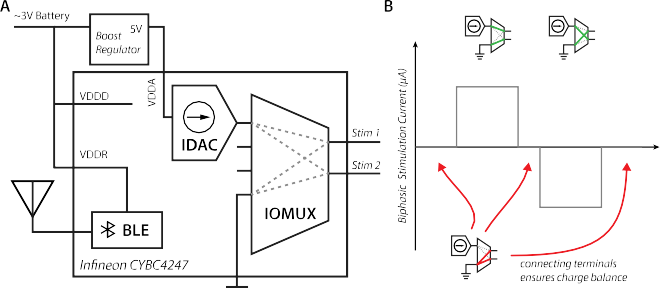 A
~3V Battery
5V
Boost
Regulator
VDDA
VDDD
IDAC
VDDR
Stim 1
Stim 2
IOMUX
BLE
Infineon CYBC4247
B
Biphasic Stimulation Current (μA)
connecting terminals
ensures charge balance